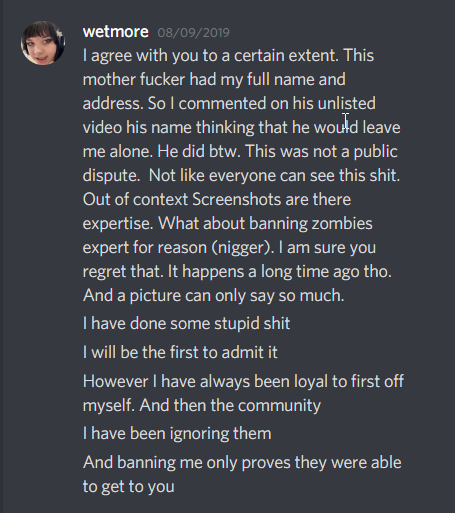 wetmore 08/09/2019
I agree with you to a certain extent. This
mother fucker had my full name and
address. So I commented on his unlisted
video his name thinking that he would leave
me alone. He did btw. This was not a public
dispute.  Not like everyone can see this shit.
Out of context Screenshots are there
expertise. What about banning zombies
expert for reason (nigger). I am sure you
regret that. It happens a long time ago tho.
And a picture can only say so much.
I have done some stupid shit
I will be the first to admit it
However I have always been loyal to first off
myself. And then the community
I have been ignoring them
And banning me only proves they were able
to get to you